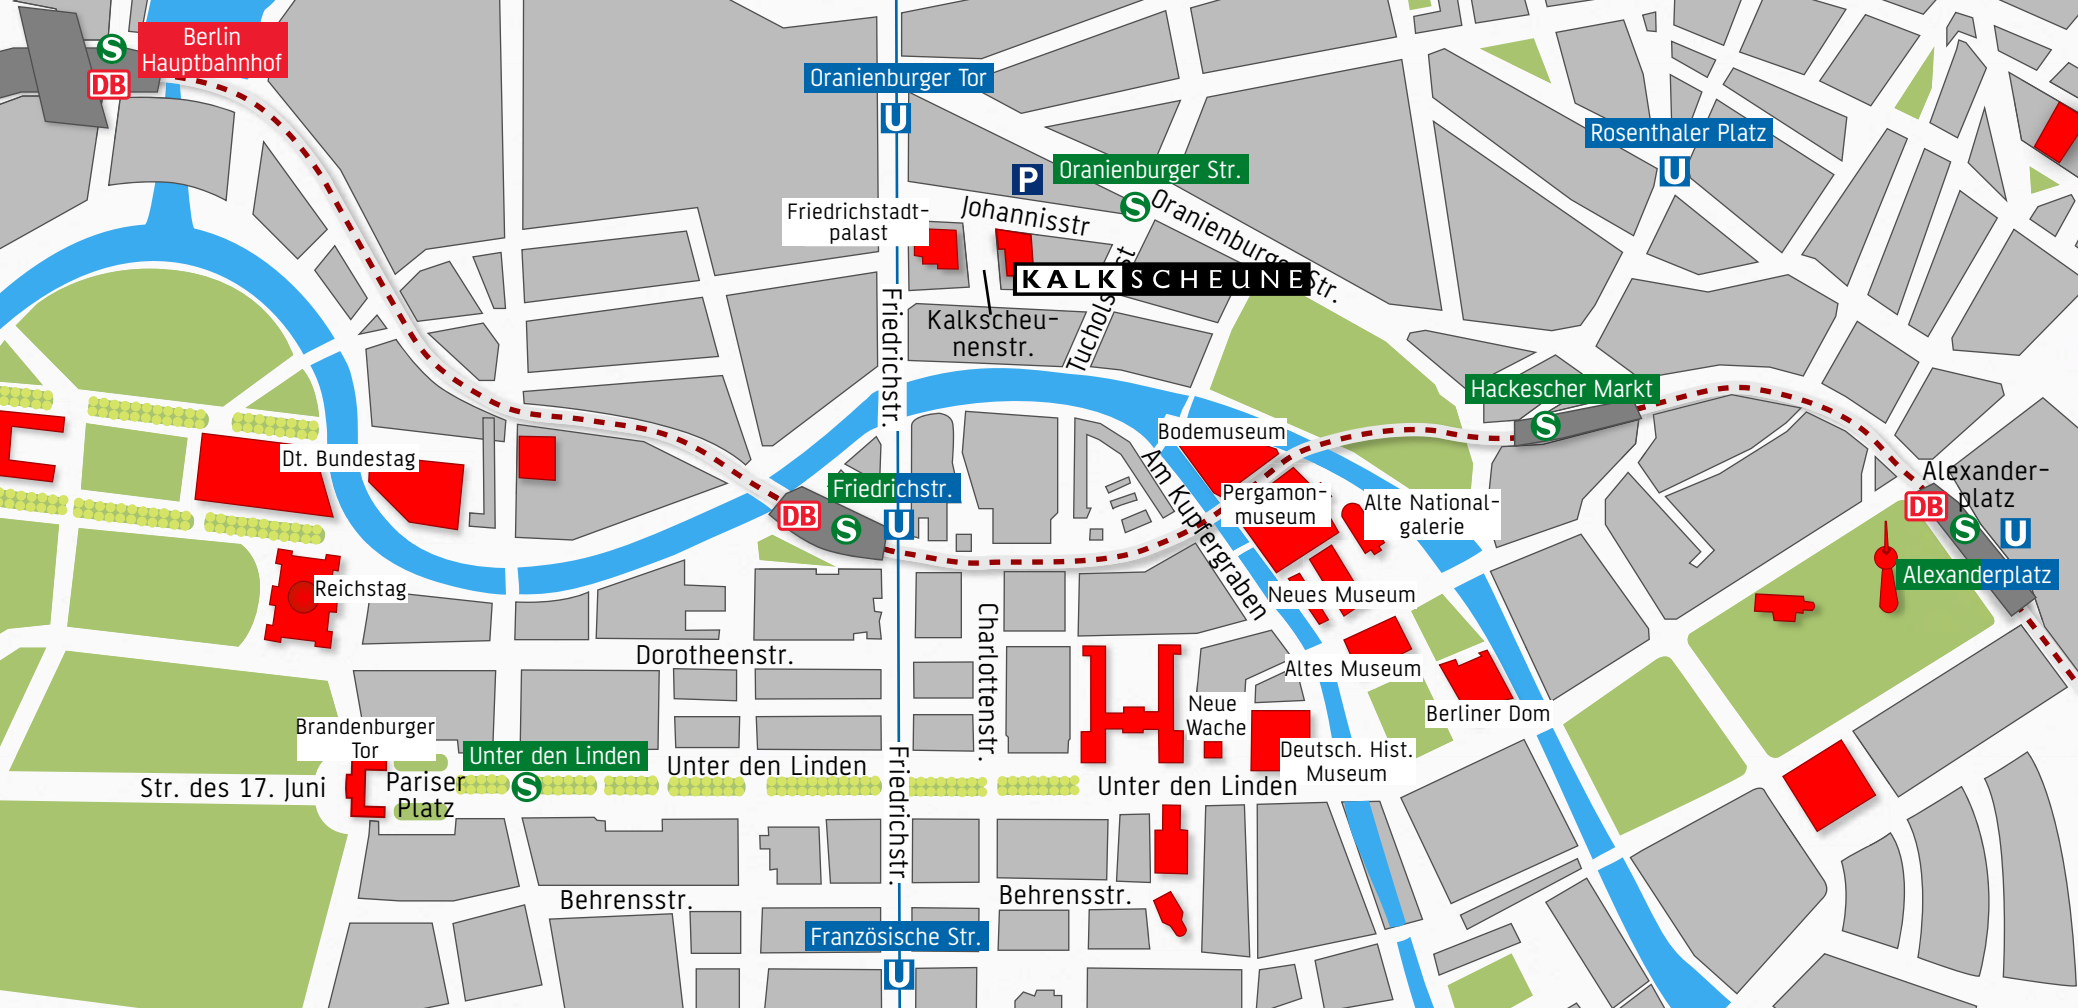 Berlin
Hauptbahnhof
S
DB
Oranienburger Tor
U
Rosenthaler Platz
U
P
Oranienburger Str.
S
Johannisstr
Oranienburger Str.
Friedrichstadt-
palast
KALKSCHEUNE
Kalkscheu-
nenstr.
Friedrichstr.
Hackescher Markt
S
Bodemuseum
Dt. Bundestag
Am Kupfergraben
Friedrichstr.
DB
S
U
Pergamon-
museum
Alte National-
galerie
Alexander-
platz
DB
S
U
Alexanderplatz
Reichstag
Neues Museum
Charlottenstr.
Dorotheenstr.
Altes Museum
Neue
Wache
Berliner Dom
Brandenburger
Tor
Unter den Linden
S
Unter den Linden
Deutsch. Hist.
Museum
Str. des 17. Juni
Pariser
Platz
Friedrichstr.
Unter den Linden
Behrensstr.
Behrensstr.
Französische Str.
U